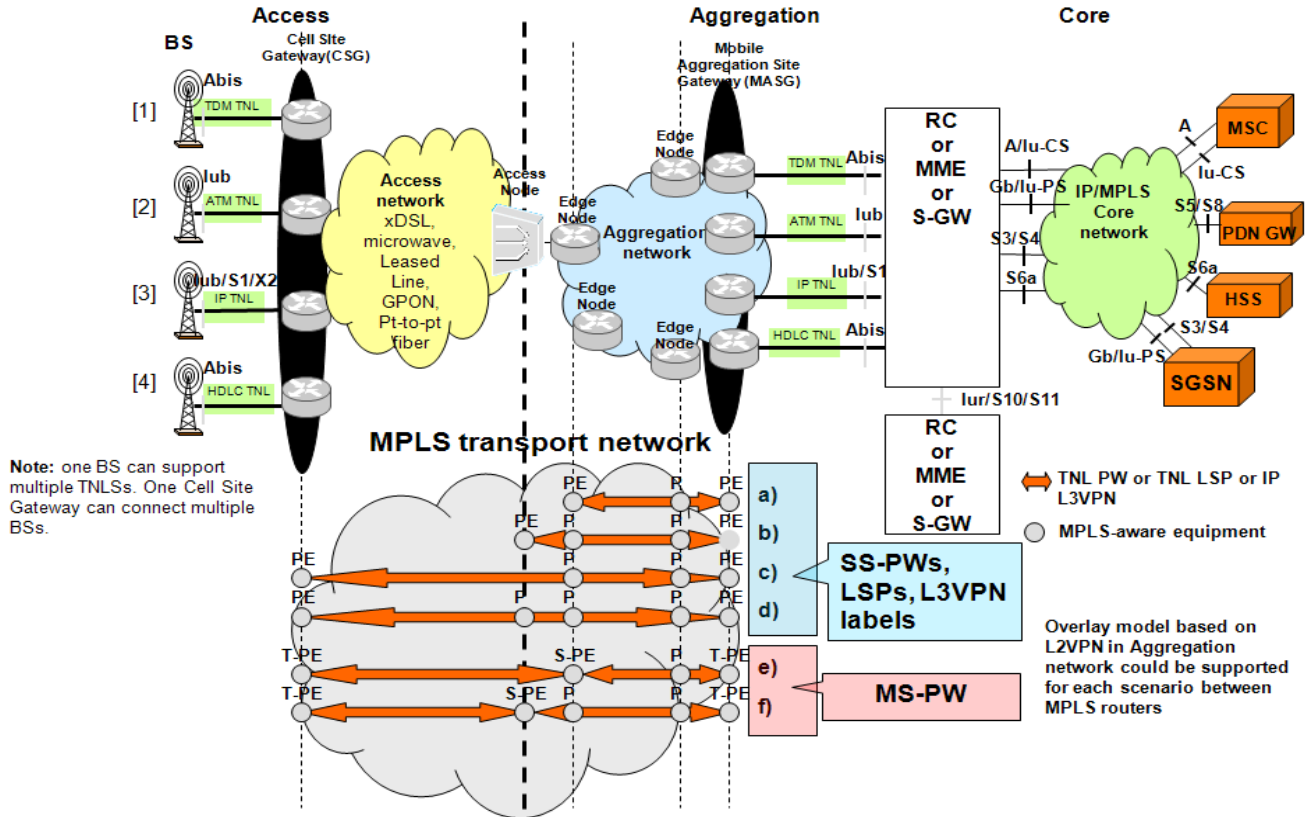 Access
Aggregation
Core
BS
Cell Site
Gateway(CSG)
Mobile
Aggregation Site
Gateway (MASG)
[1]
Abis
TDM TNL
[2]
Iub
ATM TNL
[3]
Iub/S1/X2
IP TNL
[4]
Abis
HDLC TNL
Access
network
xDSL,
microwave,
Leased
Line,
GPON,
Pt-to-pt
fiber
Access
Node
Edge
Node
Edge
Node
Aggregation
network
Edge
Node
Edge
Node
TDM TNL
Abis
ATM TNL
Iub
Iub/S1
IP TNL
HDLC TNL
Abis
RC
or
MME
or
S-GW
A/Iu-CS
Gb/Iu-PS
S3/S4
S6a
IP/MPLS
Core
network
A
MSC
Iu-CS
S5/S8
PDN GW
S6a
HSS
S3/S4
Gb/Iu-PS
SGSN
Iur/S10/S11
RC
or
MME
or
S-GW
MPLS transport network
Note: one BS can support
multiple TNLSs. One Cell Site
Gateway can connect multiple
BSs.
PE P PE
a)
PE P P PE
b)
PE P P PE
c)
PE P P P PE
d)
T-PE S-PE P T-PE
e)
T-PE S-PE P P T-PE
f)
SS-PWs,
LSPs, L3VPN
labels
MS-PW
TNL PW or TNL LSP or IP
L3VPN
MPLS-aware equipment
Overlay model based on
L2VPN in Aggregation
network could be supported
for each scenario between
MPLS routers